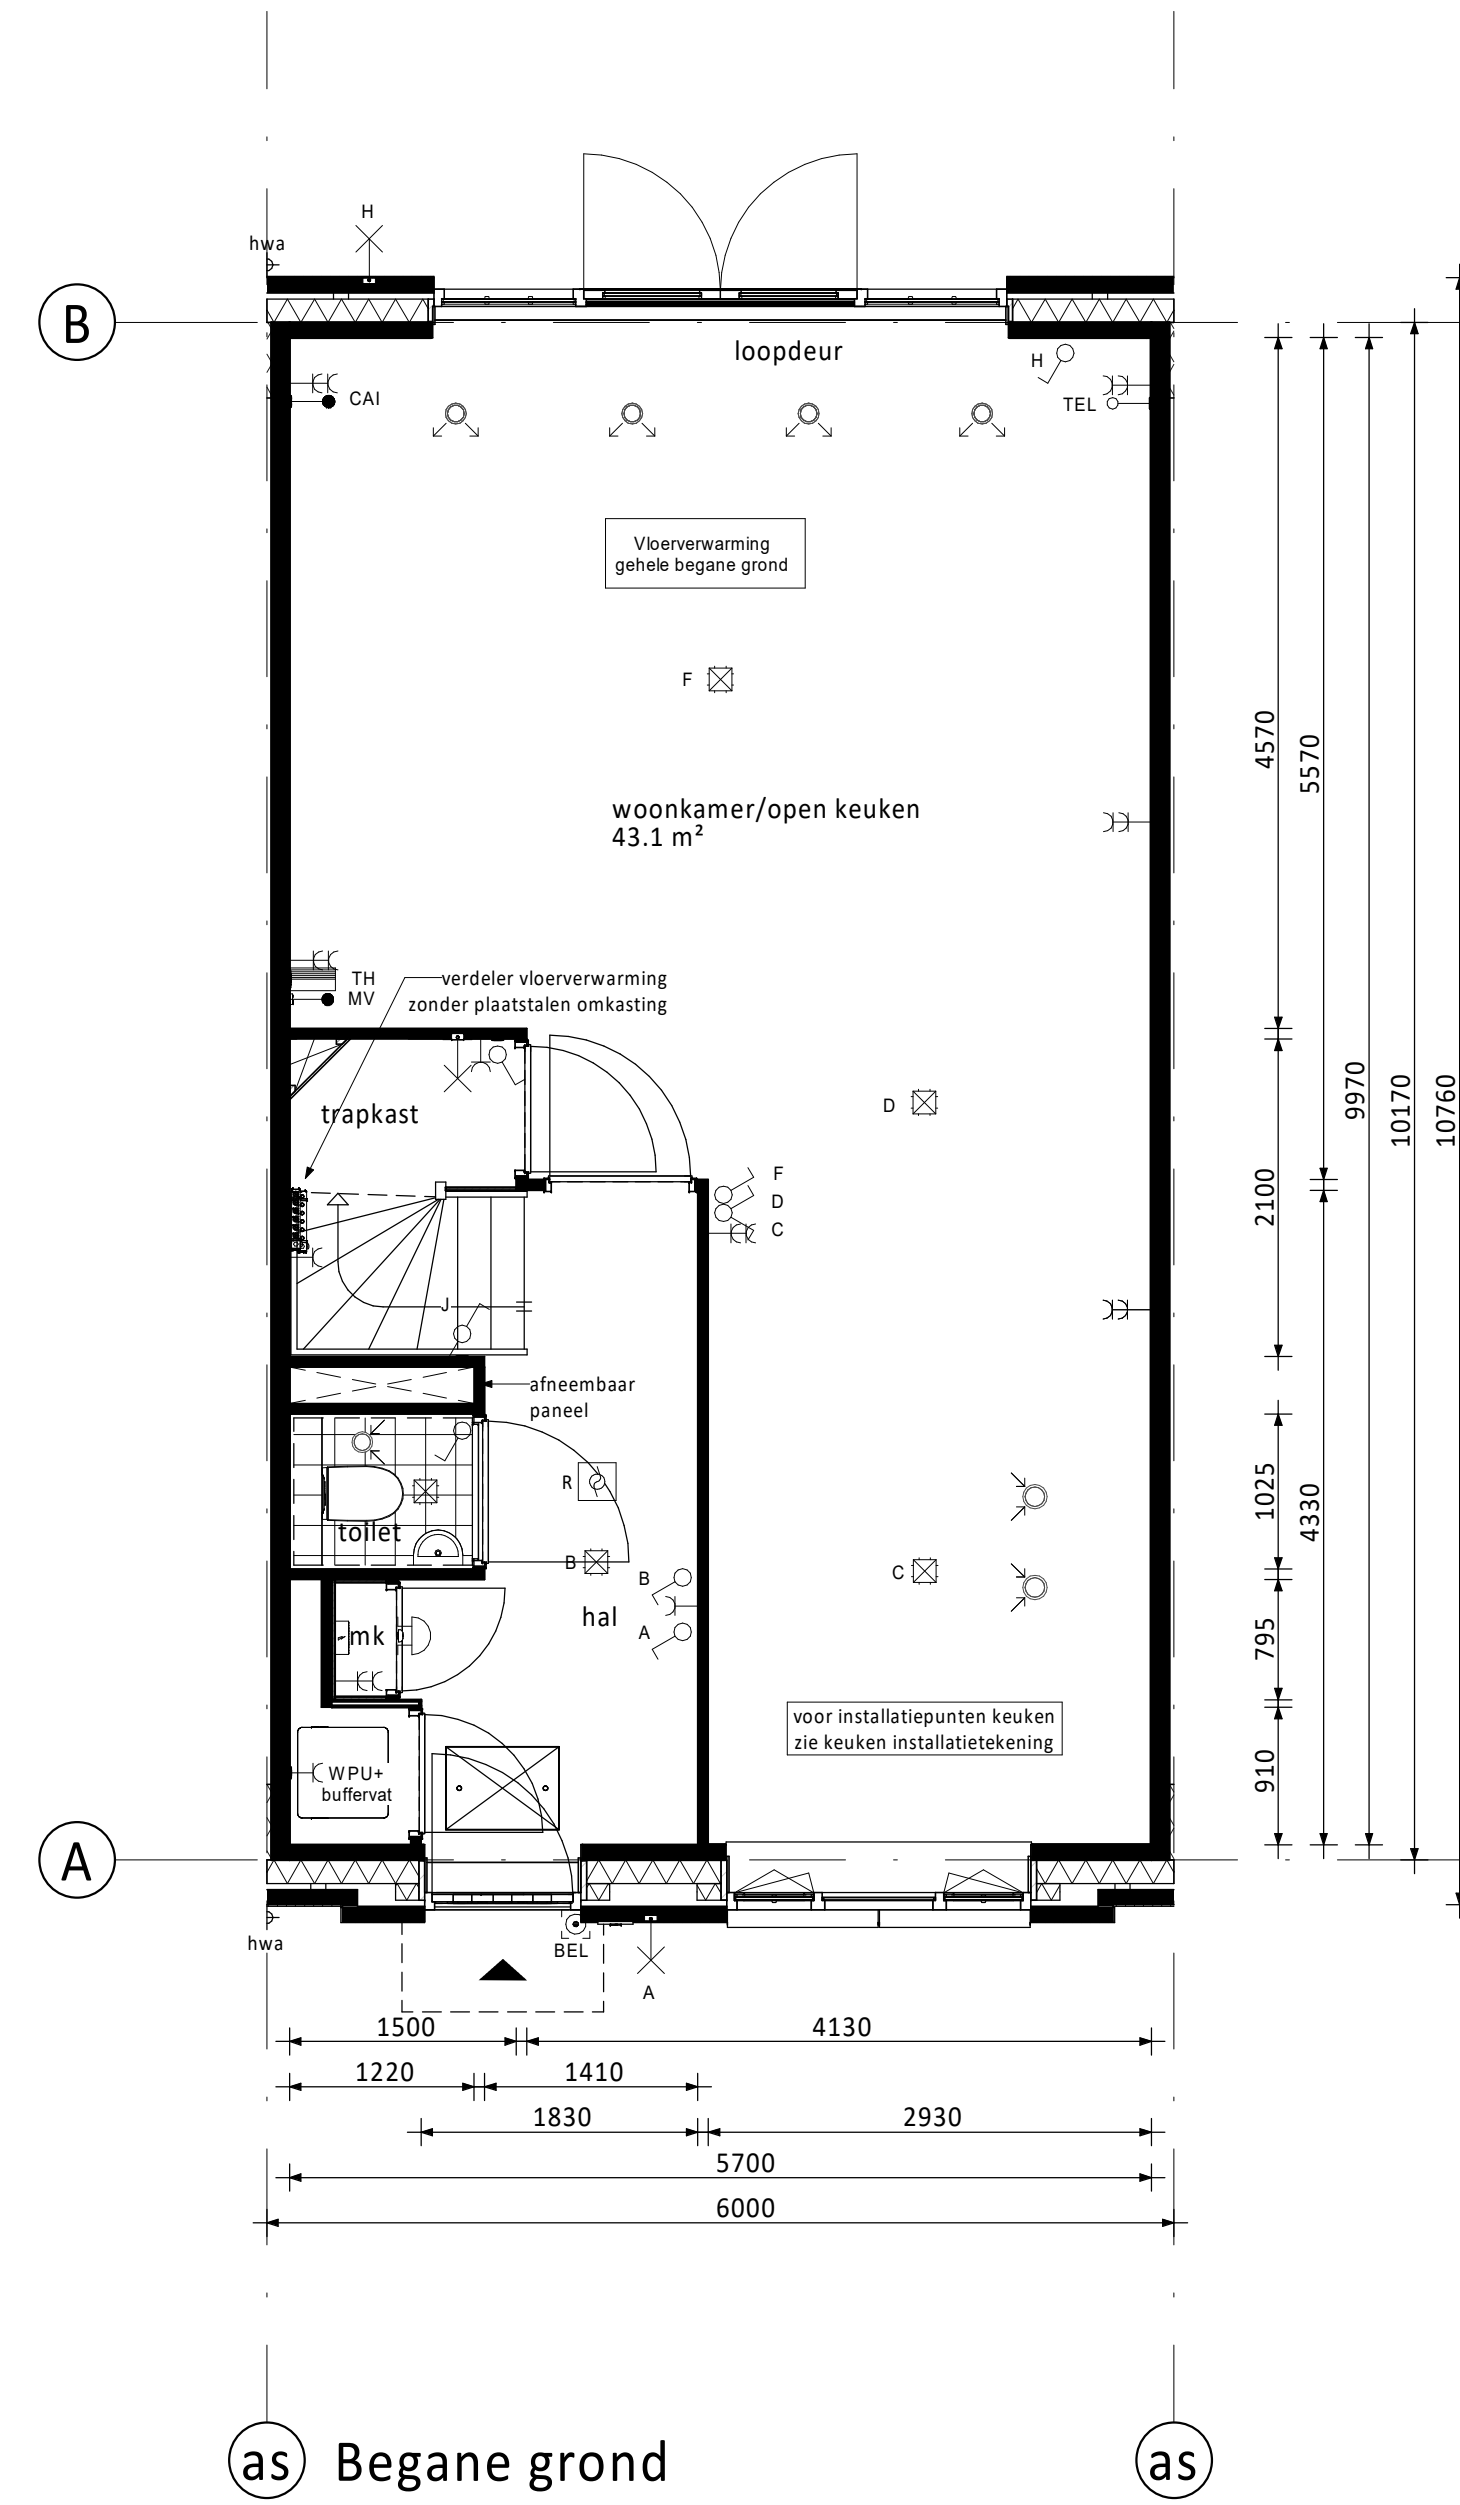 H
hwa
B
loopdeur
H
CAI
TEL
Vloerverwarming
gehele begane grond
F
woonkamer/open keuken
43.1 m²
4570
5570
9970
10170
10760
TH
MV
verdeler vloerverwarming
zonder plaatstalen omkasting
trapkast
D
F
D
C
2100
J
afneembaar
paneel
R
toilet
1025
4330
B
B
C
hal
A
mk
795
voor installatiepunten keuken
zie keuken installatietekening
WPU+
buffervat
910
A
hwa
BEL
A
1500
4130
1220
1410
1830
2930
5700
6000
as
Begane grond
as